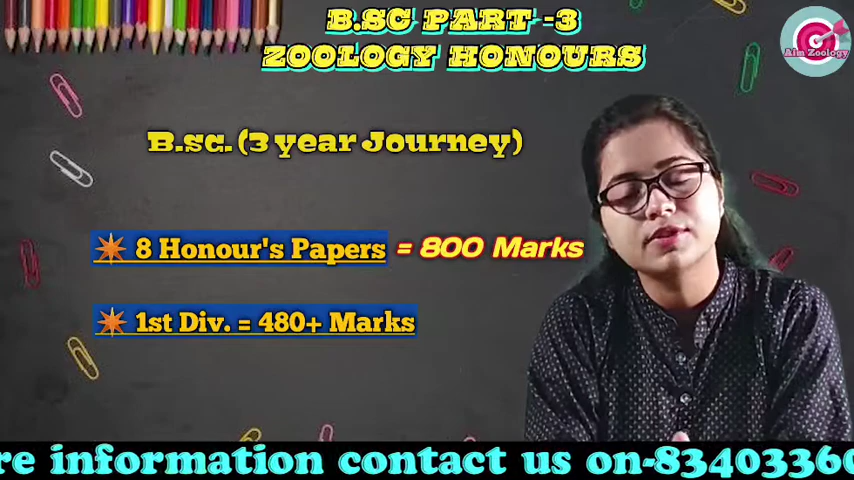 B.SC PART -3
ZOOLOGY HONOURS
Aim Zoology
B.sc. (3 year Journey)
8 Honour's Papers = 800 Marks
1st Div. = 480+ Marks
re information contact us on-83403360